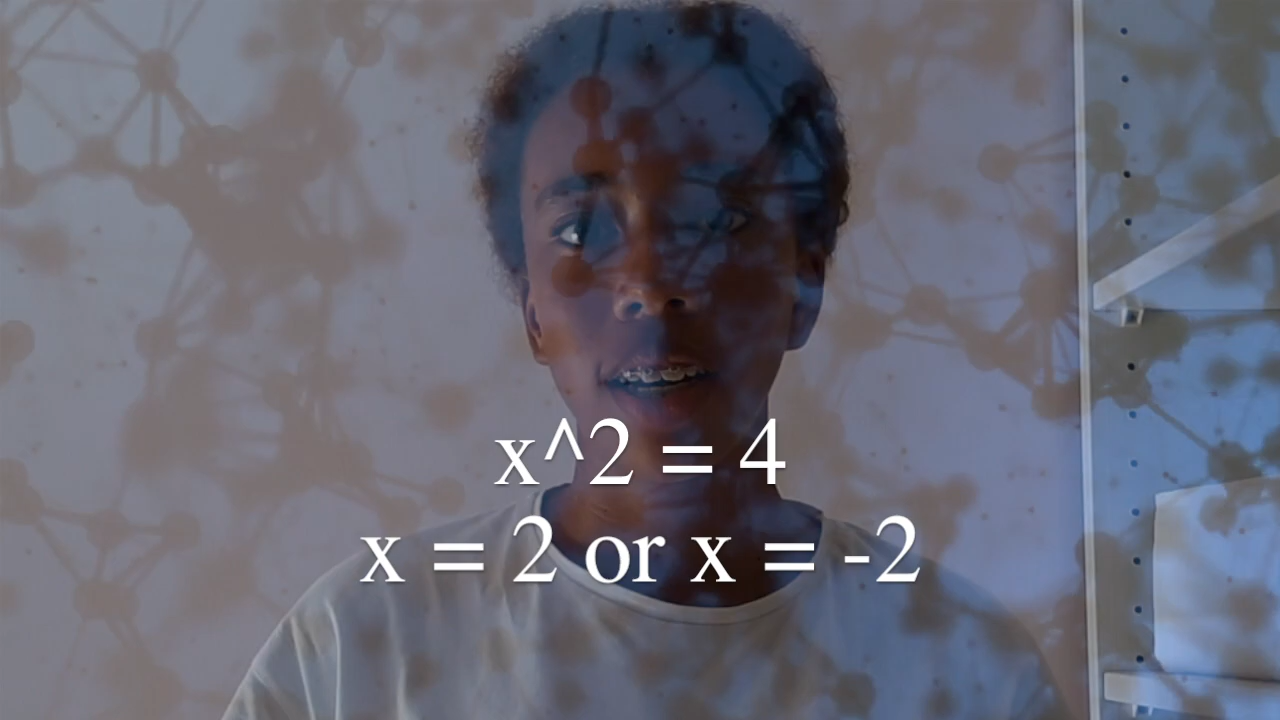 x^2 = 4
x = 2 or x = -2